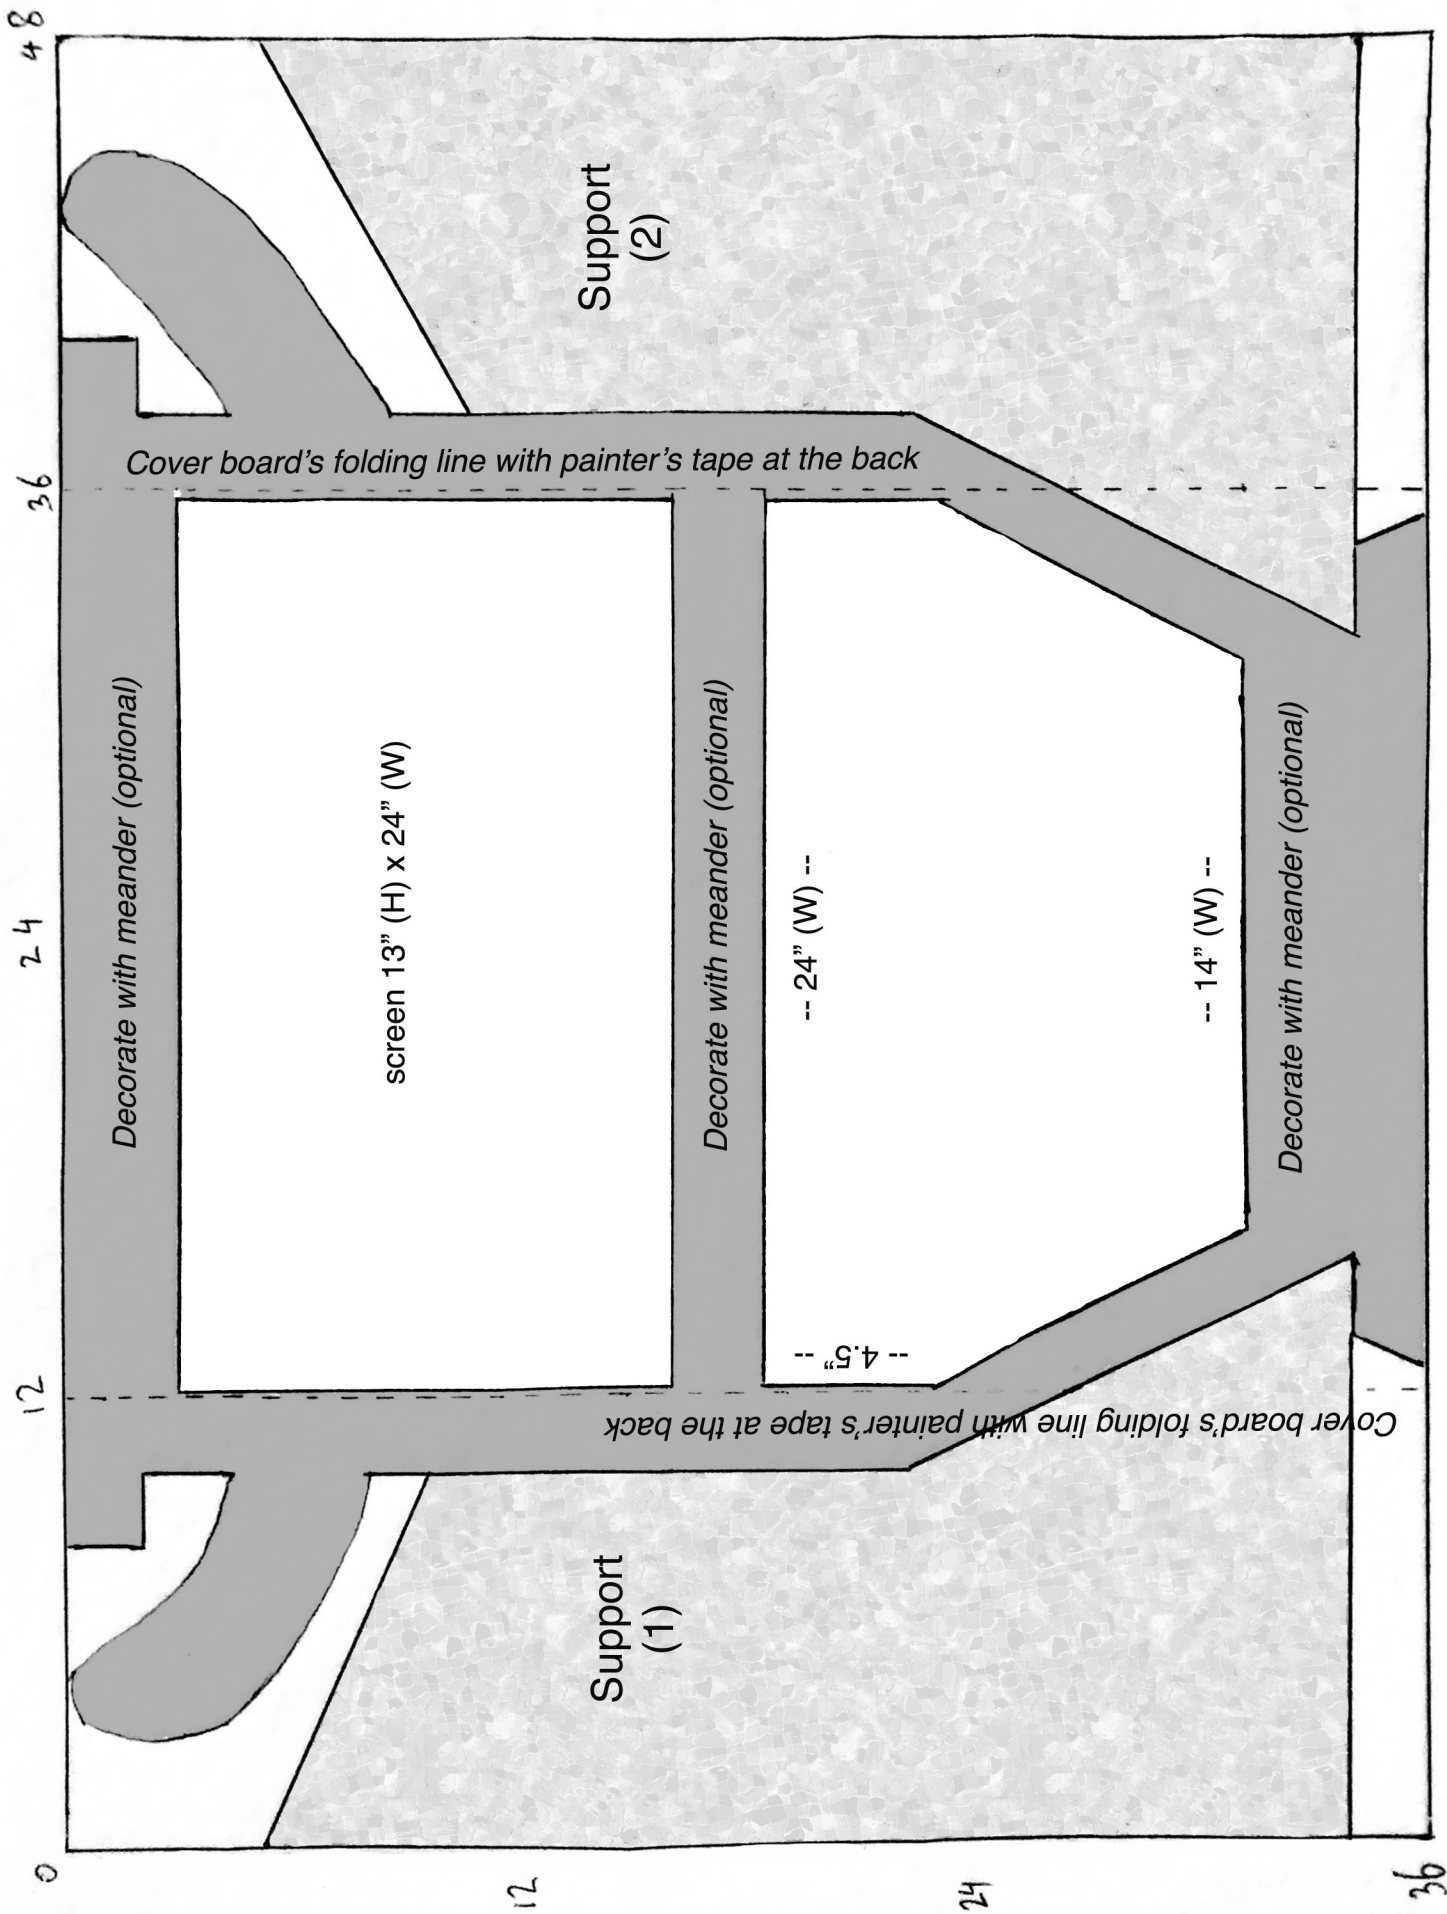 48
36
24
12
0
12
24
36
Support
(2)
Cover board's folding line with painter's tape at the back
Decorate with meander (optional)
screen 13” (H) x 24” (W)
Decorate with meander (optional)
-- 24” (W) --
-- 14” (W) --
Decorate with meander (optional)
-- 4.5” --
Cover board's folding line with painter's tape at the back
Support
(1)